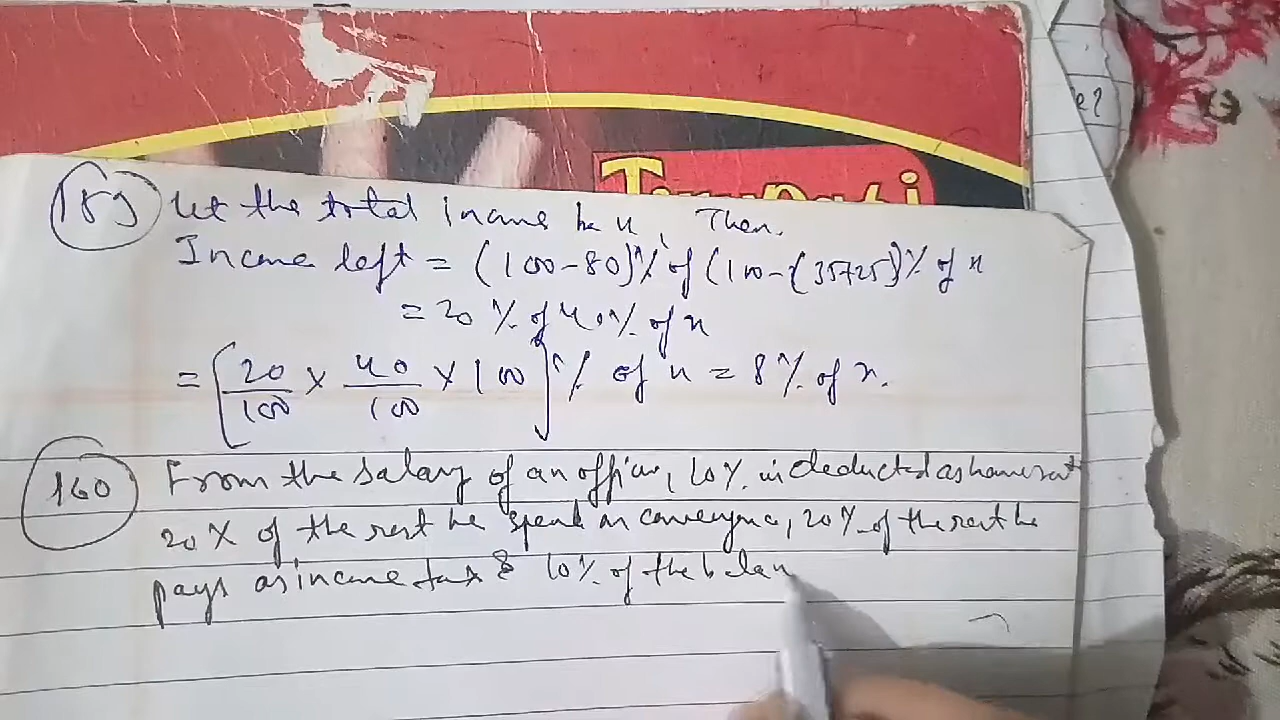 e?
159 Let the total income be x, Then.
Income left = (100-80)% of (100-(35+25))% of x
= 20 % of 40% of x
= [20/100 × 40/100 × 100]% of x = 8% of x.
160 From the salary of an officer, 10% is deducted as house rent
20% of the rest he spend on conveyance, 20% of the rest he
pays as income tax & 10% of the balan